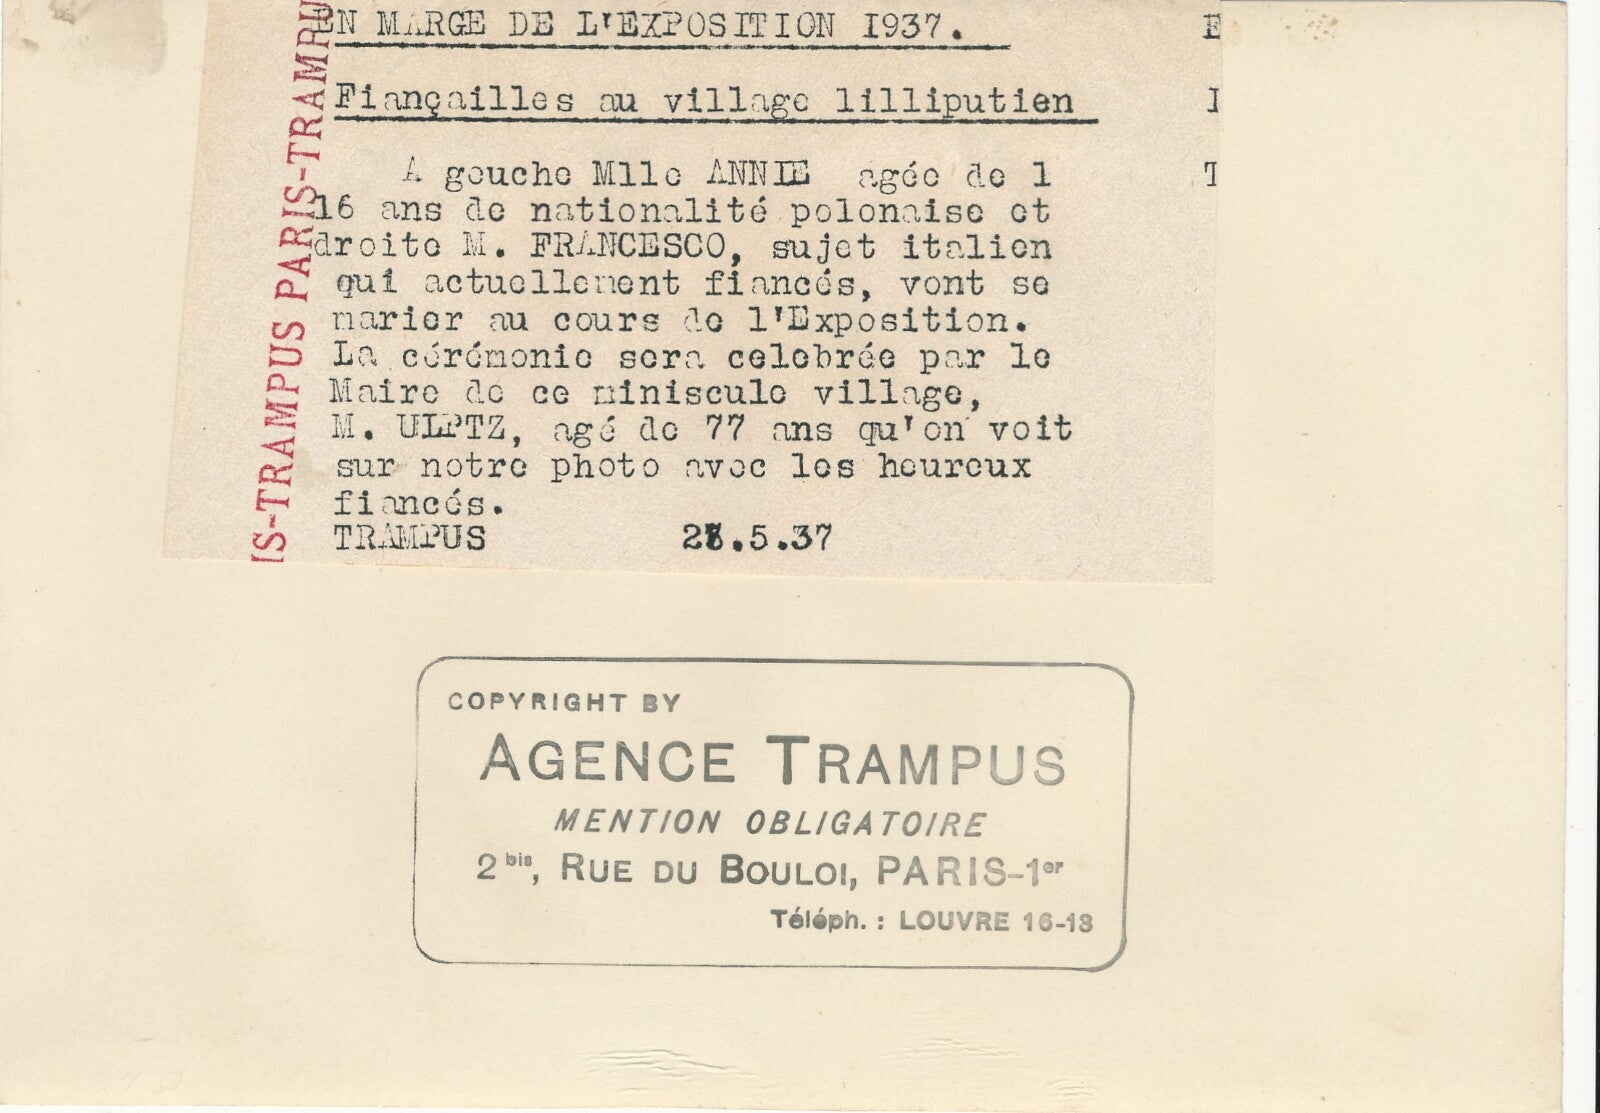 EN MARGE DE L'EXPOSITION 1937.
Fiançailles au village lilliputien
A gauche Mlle ANNIE agée de 1
16 ans de nationalité polonaise et
droite M. FRANCESCO, sujet italien
qui actuellement fiancés, vont se
marier au cours de l'Exposition.
La cérémonie sera celebrée par le
Maire de ce miniscule village,
M. ULPTZ, agé de 77 ans qu'on voit
sur notre photo avec les heureux
fiancés.
TRAMPUS 28.5.37
E
I
T
IS-TRAMPUS PARIS-TRAMPU
COPYRIGHT BY
AGENCE TRAMPUS
MENTION OBLIGATOIRE
2bis, RUE DU BOULOI, PARIS-1er
Téléph. : LOUVRE 16-13